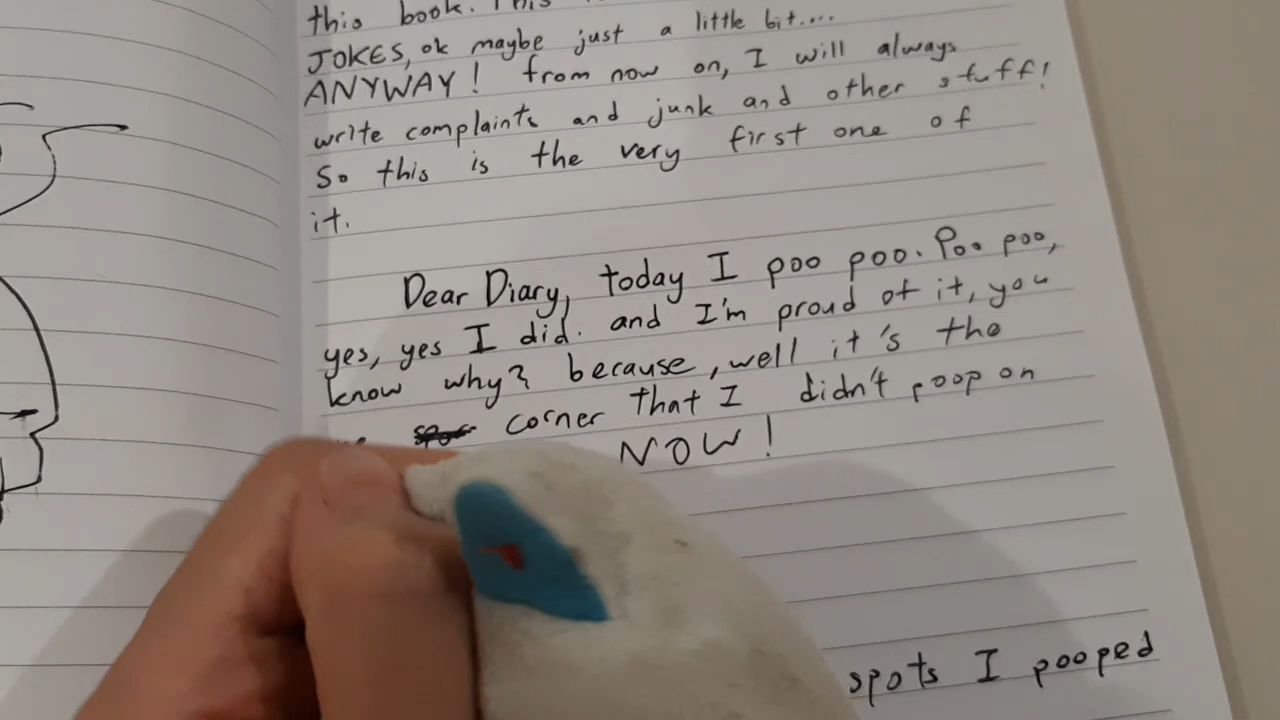 this book. This
JOKES, ok maybe just a little bit....
ANYWAY! from now on, I will always
write complaints and junk and other stuff!
So this is the very first one of
it.
Dear Diary, today I poo poo. Poo poo,
yes, yes I did. and I'm proud of it, you
know why? because, well it's the
corner that I didn't poop on
NOW!
spots I pooped